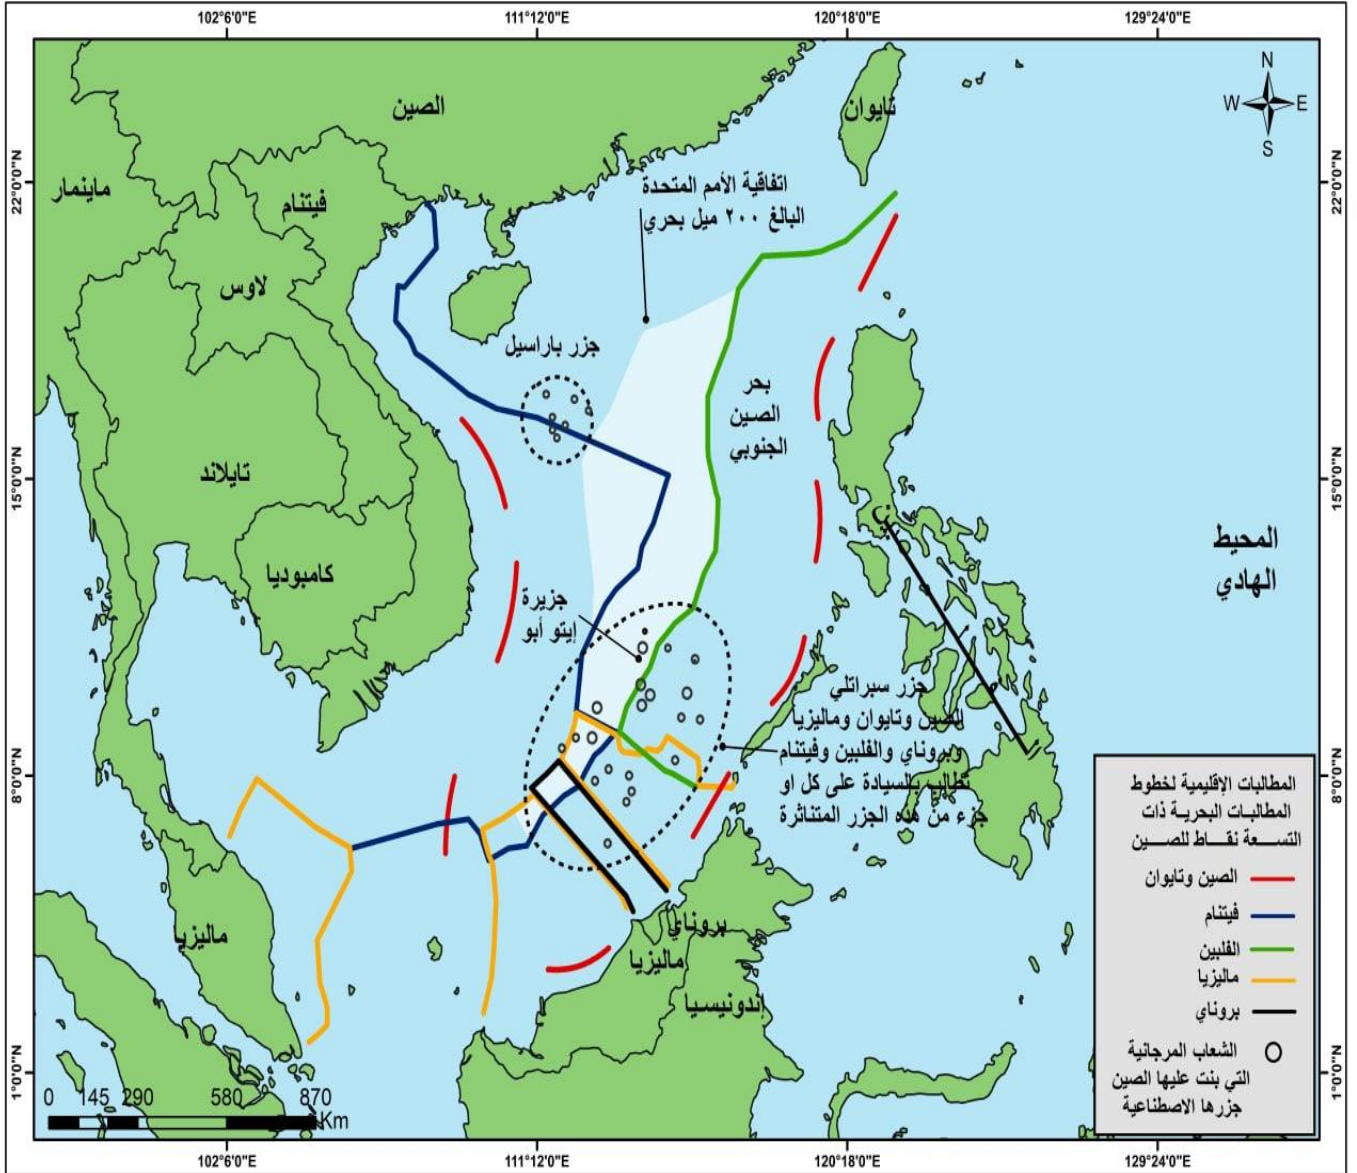 102°6'0"E
111°12'0"E
120°18'0"E
129°24'0"E
N
W
E
S
الصين
تايوان
اتفاقية الأمم المتحدة
البالغ ٢٠٠ ميل بحري
ماينمار
فيتنام
لاوس
جزر باراسيل
بحر
الصين
الجنوبي
تايلاند
كامبوديا
المحيط
الهادي
جزيرة
إيتو أبو
جزر سبراتلي
الصين وتايوان وماليزيا
وبروناي والفلبين وفيتنام
تطالب بالسيادة على كل او
جزء من هذه الجزر المتناثرة
ماليزيا
بروناي
ماليزيا
إندونيسيا
المطالبات الإقليمية لخطوط
المطالبات البحرية ذات
التسعة نقاط للصين
الصين وتايوان
فيتنام
الفلبين
ماليزيا
بروناي
الشعاب المرجانية
التي بنت عليها الصين
جزرها الاصطناعية
22°0'0"N
15°0'0"N
8°0'0"N
1°0'0"N
22°0'0"N
15°0'0"N
8°0'0"N
1°0'0"N
0 145 290 580 870
Km
102°6'0"E
111°12'0"E
120°18'0"E
129°24'0"E